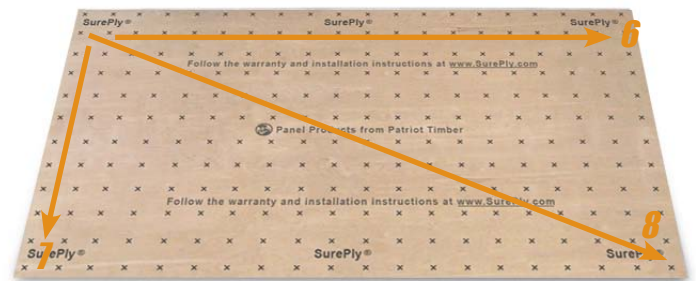 SurePly® SurePly® SurePly®
6
Follow the warranty and installation instructions at www.SurePly.com
Panel Products from Patriot Timber
Follow the warranty and installation instructions at www.SurePly.com
8
7
SurePly® SurePly® SurePly®